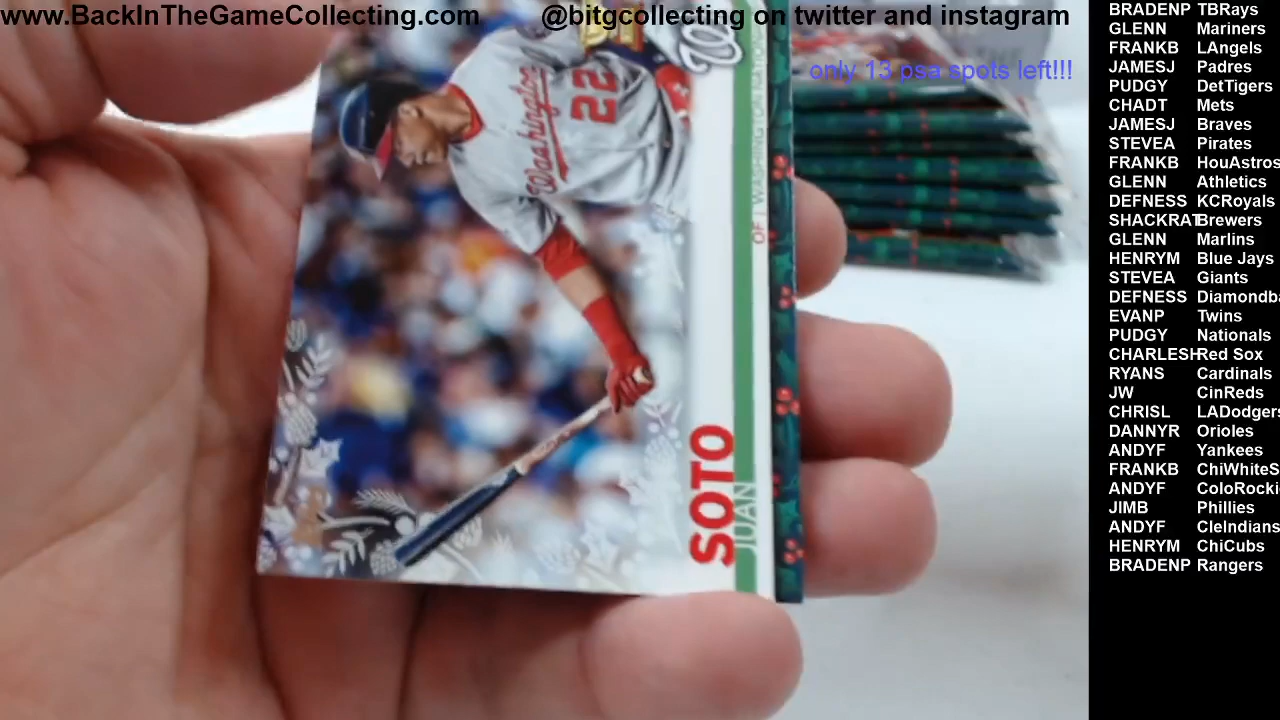 www.BackInTheGameCollecting.com @bitgcollecting on twitter and instagram
only 13 psa spots left!!!
Washington
22
W
OF | WASHINGTON NATIONALS
SOTO
JUAN
BRADENP TBRays
GLENN Mariners
FRANKB LAngels
JAMESJ Padres
PUDGY DetTigers
CHADT Mets
JAMESJ Braves
STEVEA Pirates
FRANKB HouAstros
GLENN Athletics
DEFNESS KCRoyals
SHACKRAT Brewers
GLENN Marlins
HENRYM Blue Jays
STEVEA Giants
DEFNESS Diamondba
EVANP Twins
PUDGY Nationals
CHARLESH Red Sox
RYANS Cardinals
JW CinReds
CHRISL LADodgers
DANNYR Orioles
ANDYF Yankees
FRANKB ChiWhiteS
ANDYF ColoRocki
JIMB Phillies
ANDYF CleIndians
HENRYM ChiCubs
BRADENP Rangers